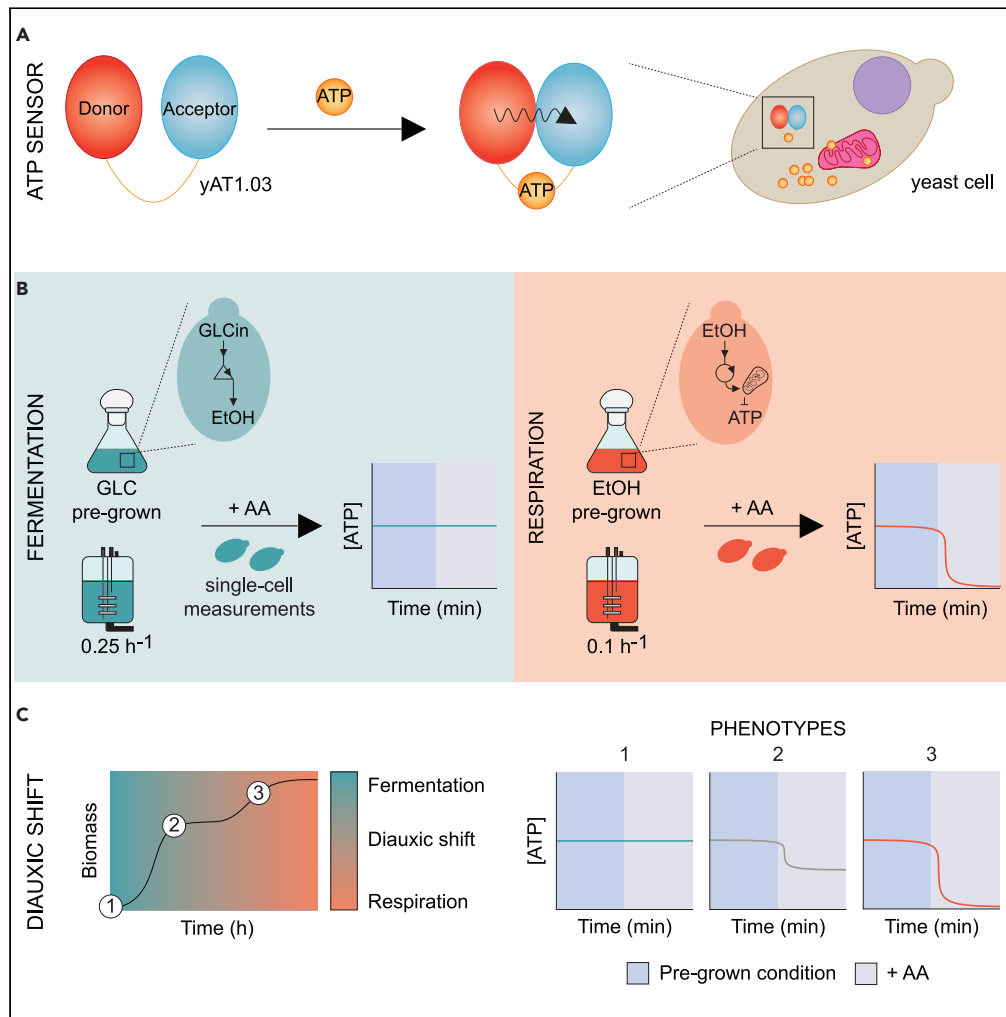 A
ATP SENSOR
Donor
Acceptor
yAT1.03
ATP
ATP
yeast cell
B
FERMENTATION
GLCin
EtOH
GLC
pre-grown
0.25 h⁻¹
+ AA
single-cell
measurements
[ATP]
Time (min)
RESPIRATION
EtOH
ATP
EtOH
pre-grown
0.1 h⁻¹
+ AA
[ATP]
Time (min)
C
DIAUXIC SHIFT
Biomass
1
2
3
Time (h)
Fermentation
Diauxic shift
Respiration
PHENOTYPES
1
2
3
[ATP]
Time (min)
Time (min)
Time (min)
Pre-grown condition
+ AA